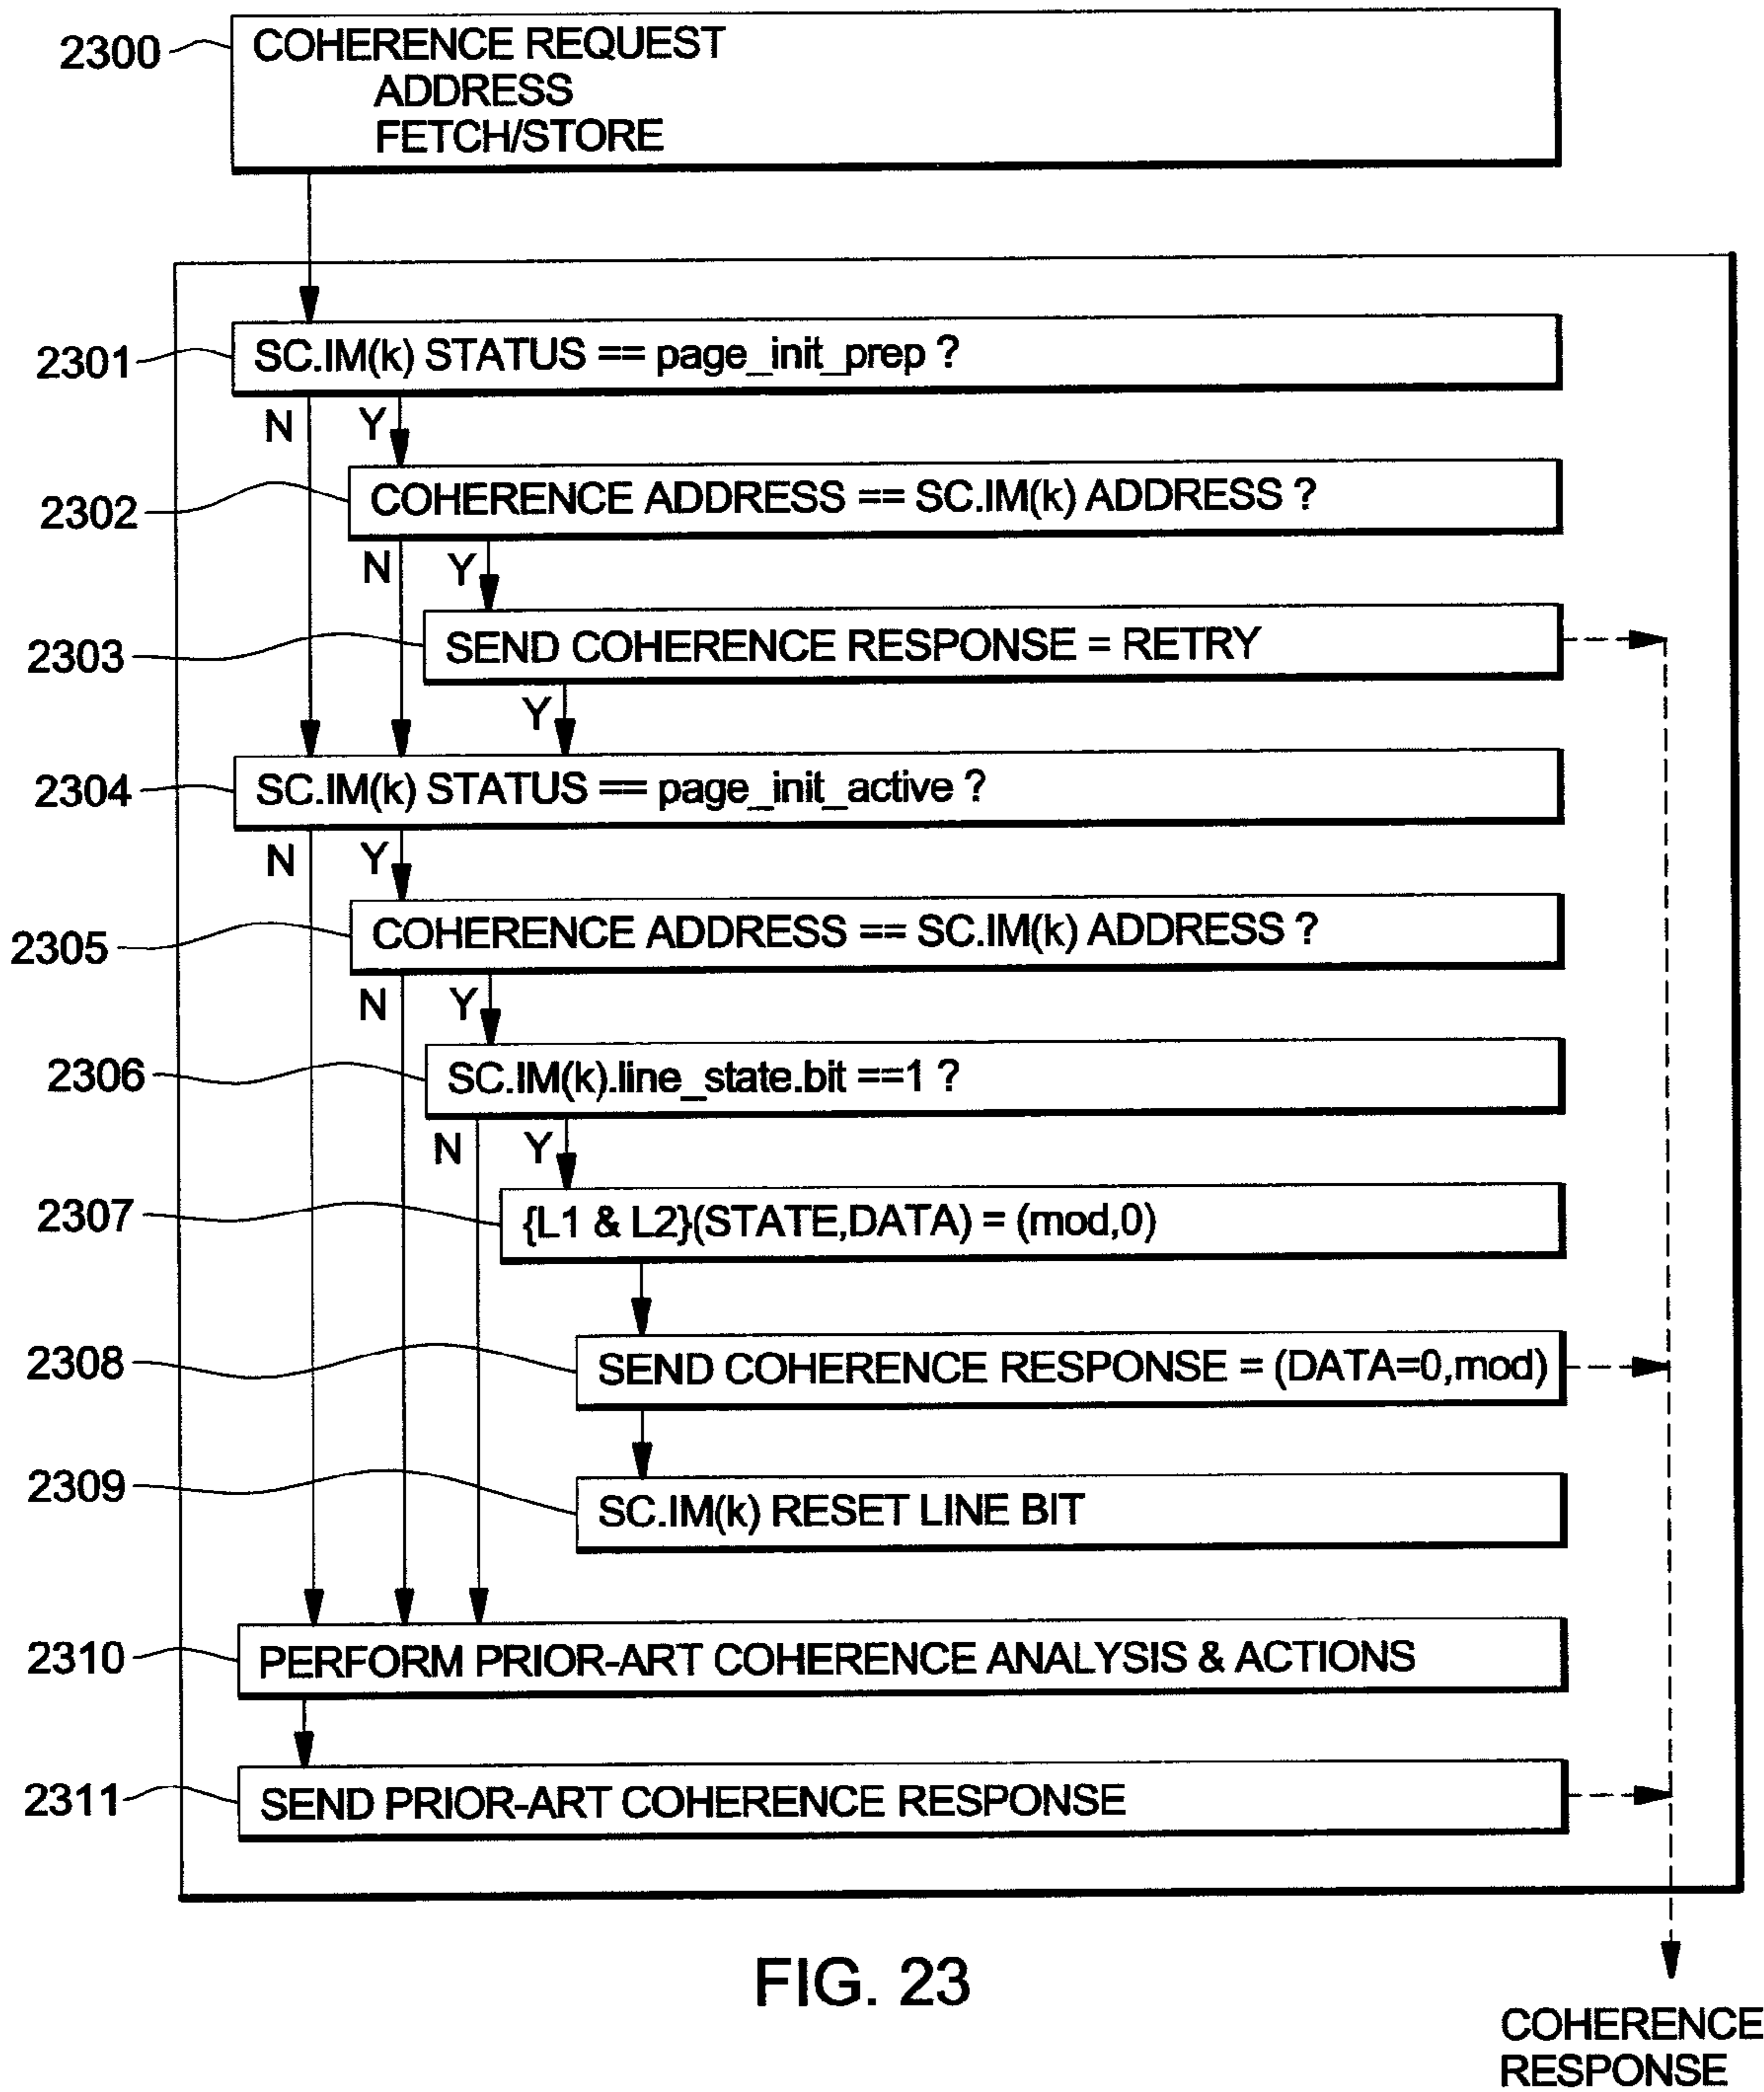 2300
COHERENCE REQUEST
ADDRESS
FETCH/STORE
2301
SC.IM(k) STATUS == page_init_prep ?
N Y
2302
COHERENCE ADDRESS == SC.IM(k) ADDRESS ?
N Y
2303
SEND COHERENCE RESPONSE = RETRY
Y
2304
SC.IM(k) STATUS == page_init_active ?
N Y
2305
COHERENCE ADDRESS == SC.IM(k) ADDRESS ?
N Y
2306
SC.IM(k).line_state.bit ==1 ?
N Y
2307
{L1 & L2}(STATE,DATA) = (mod,0)
2308
SEND COHERENCE RESPONSE = (DATA=0,mod)
2309
SC.IM(k) RESET LINE BIT
2310
PERFORM PRIOR-ART COHERENCE ANALYSIS & ACTIONS
2311
SEND PRIOR-ART COHERENCE RESPONSE
FIG. 23
COHERENCE
RESPONSE